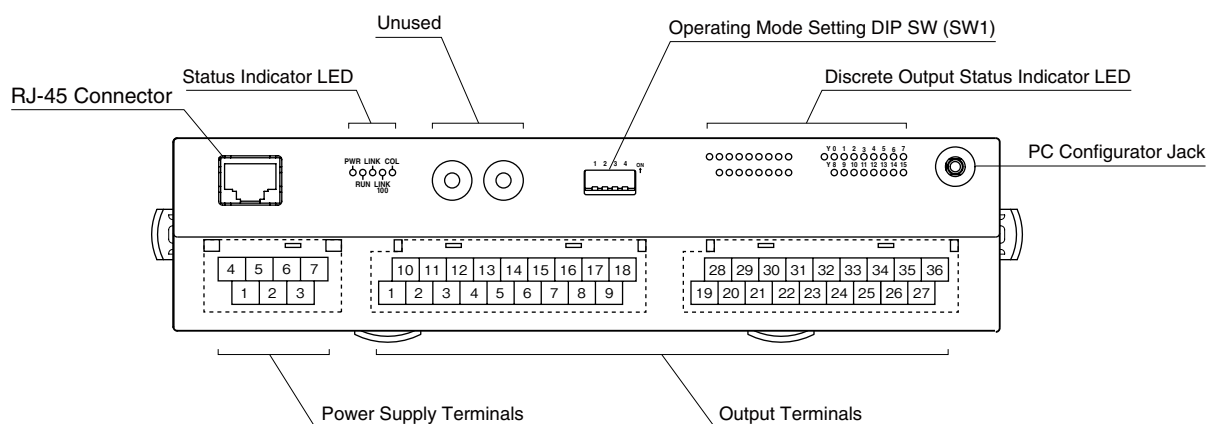 Unused
Operating Mode Setting DIP SW (SW1)
Status Indicator LED
Discrete Output Status Indicator LED
RJ-45 Connector
PC Configurator Jack
PWR LINK COL
RUN LINK
100
1 2 3 4 ON
Y 0 1 2 3 4 5 6 7
Y 8 9 10 11 12 13 14 15
4 5 6 7
1 2 3
10 11 12 13 14 15 16 17 18
1 2 3 4 5 6 7 8 9
28 29 30 31 32 33 34 35 36
19 20 21 22 23 24 25 26 27
Power Supply Terminals
Output Terminals